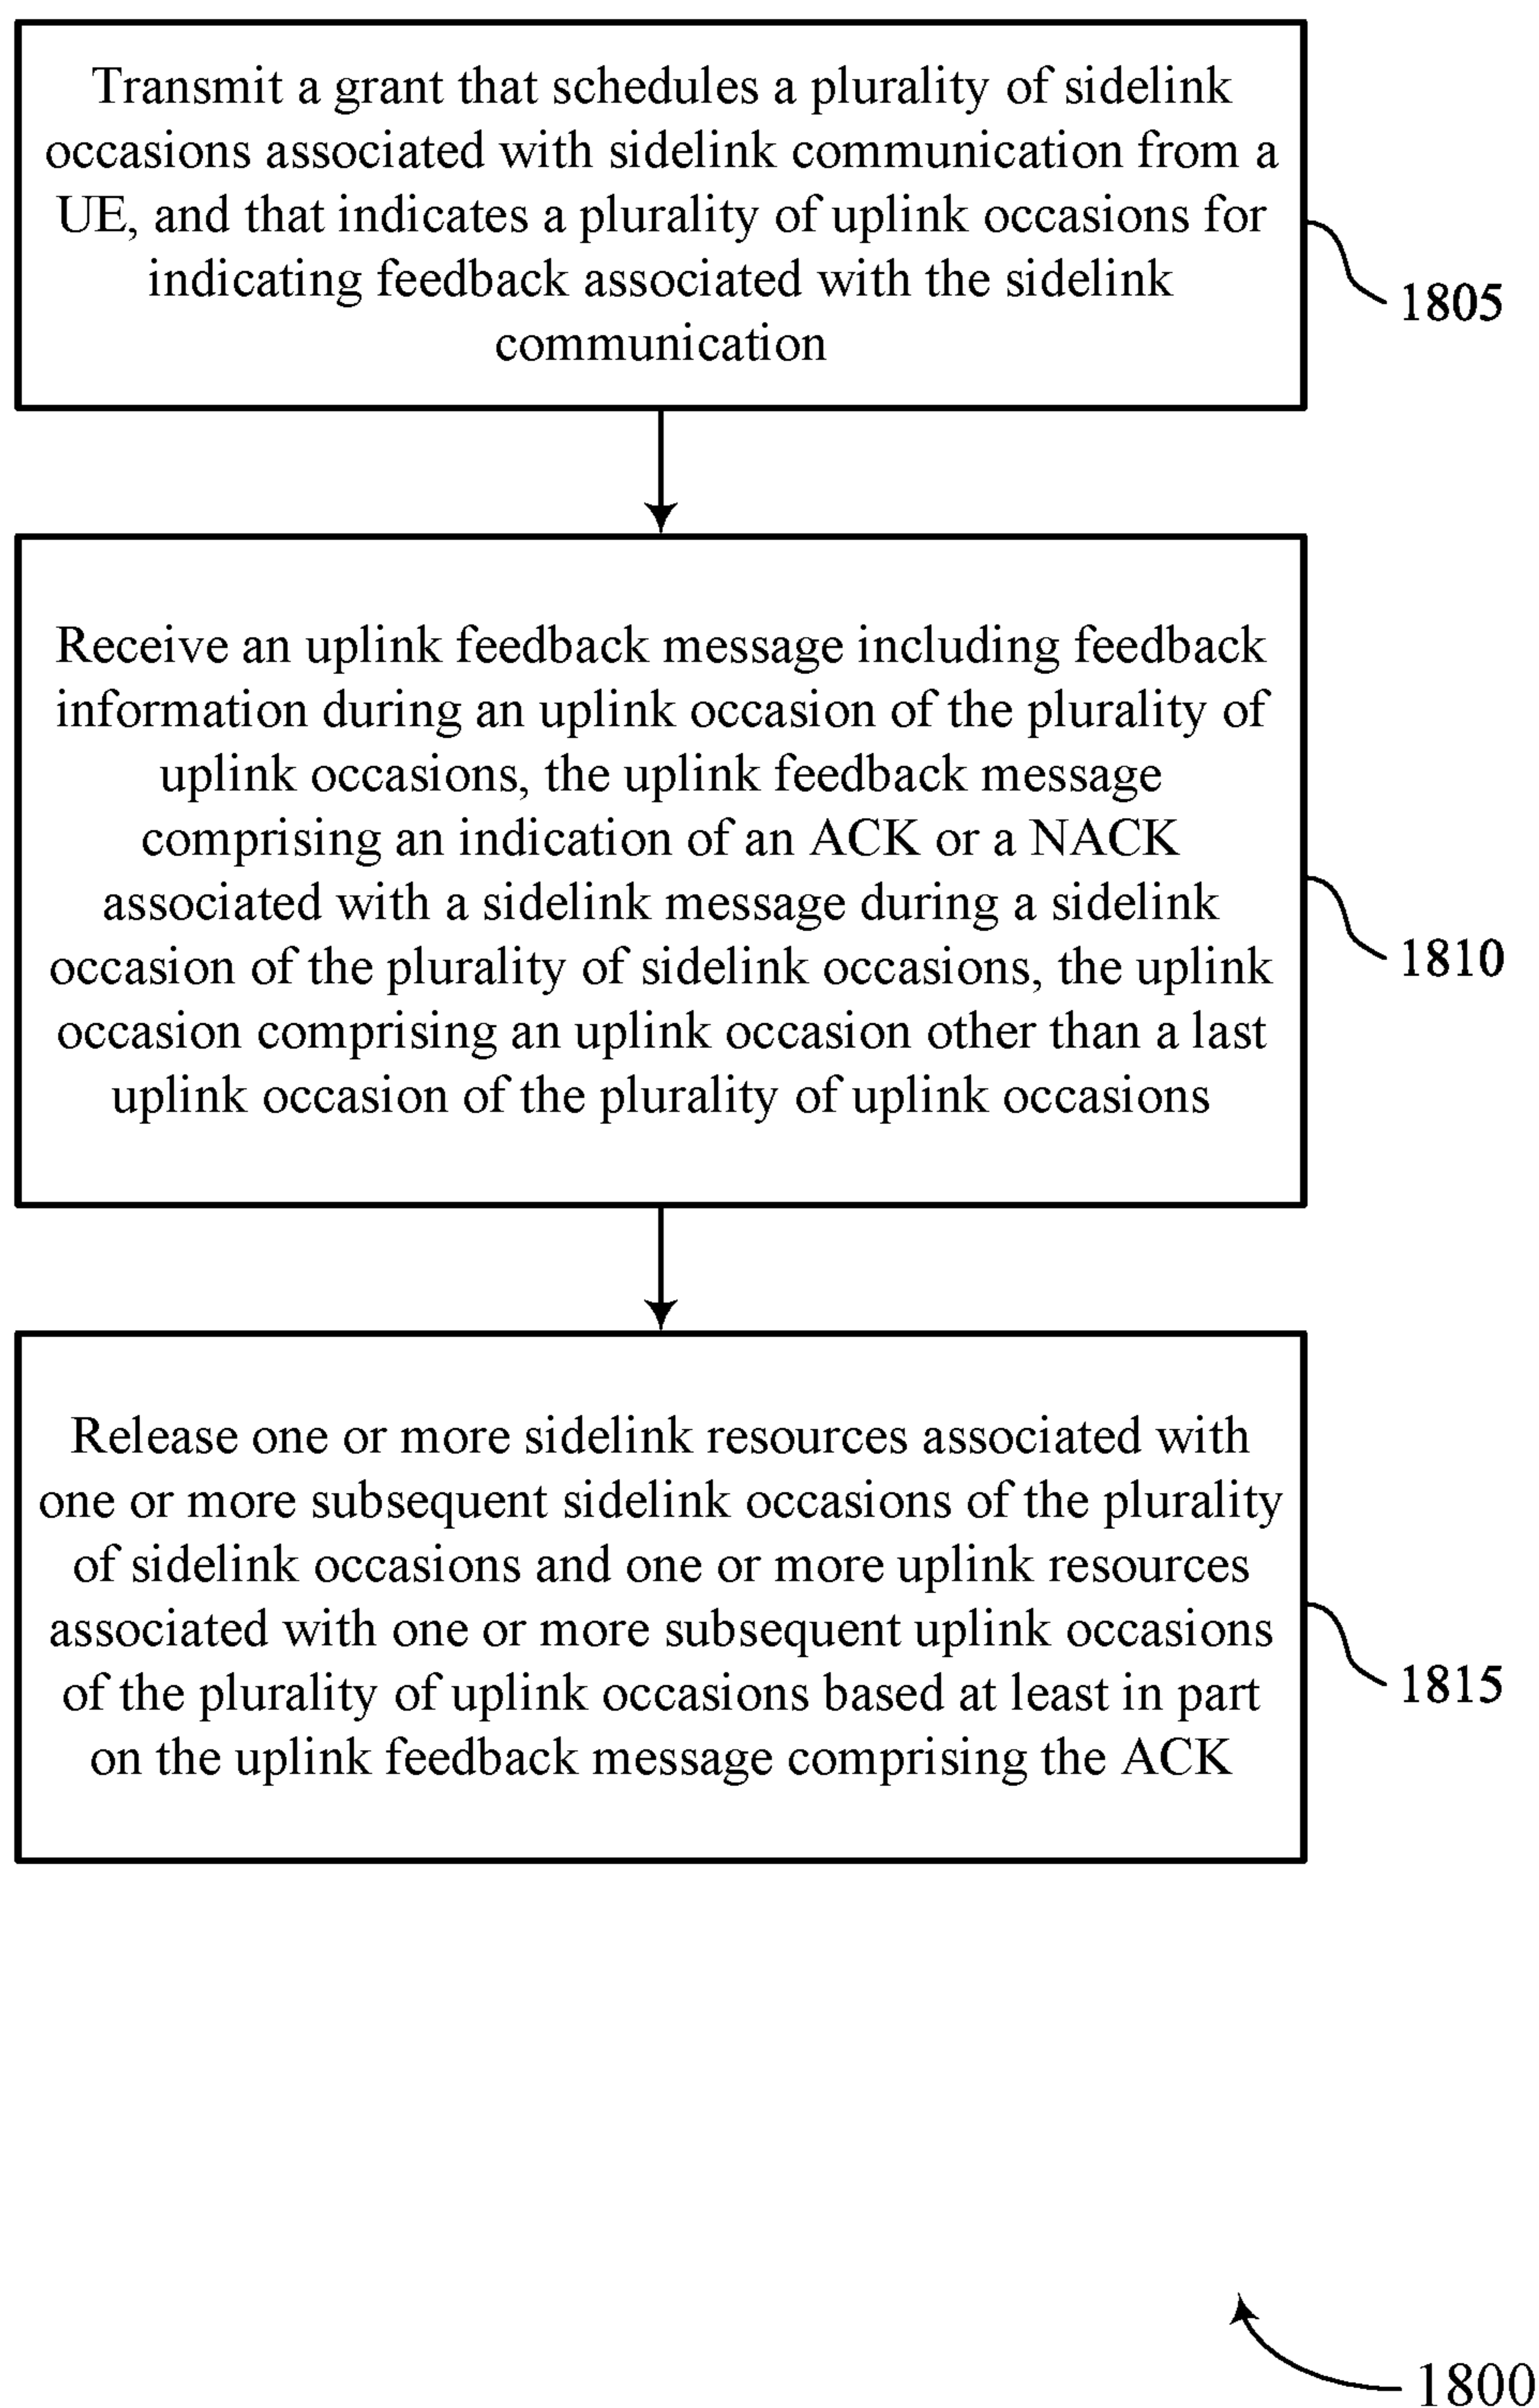 Transmit a grant that schedules a plurality of sidelink
occasions associated with sidelink communication from a
UE, and that indicates a plurality of uplink occasions for
indicating feedback associated with the sidelink
communication
1805
Receive an uplink feedback message including feedback
information during an uplink occasion of the plurality of
uplink occasions, the uplink feedback message
comprising an indication of an ACK or a NACK
associated with a sidelink message during a sidelink
occasion of the plurality of sidelink occasions, the uplink
occasion comprising an uplink occasion other than a last
uplink occasion of the plurality of uplink occasions
1810
Release one or more sidelink resources associated with
one or more subsequent sidelink occasions of the plurality
of sidelink occasions and one or more uplink resources
associated with one or more subsequent uplink occasions
of the plurality of uplink occasions based at least in part
on the uplink feedback message comprising the ACK
1815
1800